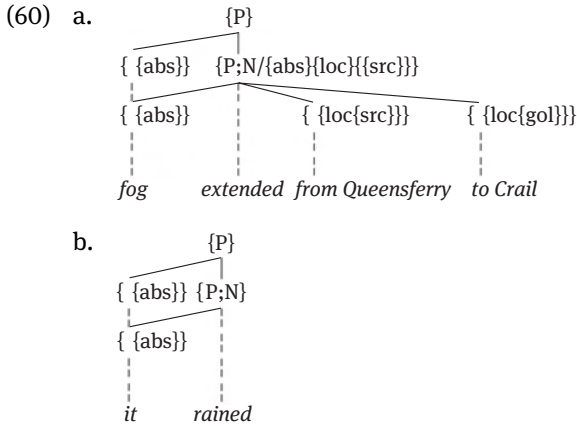 (60) a. {P}
{ {abs}} {P;N/{abs}{loc}{{src}}}
{ {abs}} { {loc{src}}} { {loc{gol}}}
fog extended from Queensferry to Crail
b. {P}
{ {abs}} {P;N}
{ {abs}}
it rained